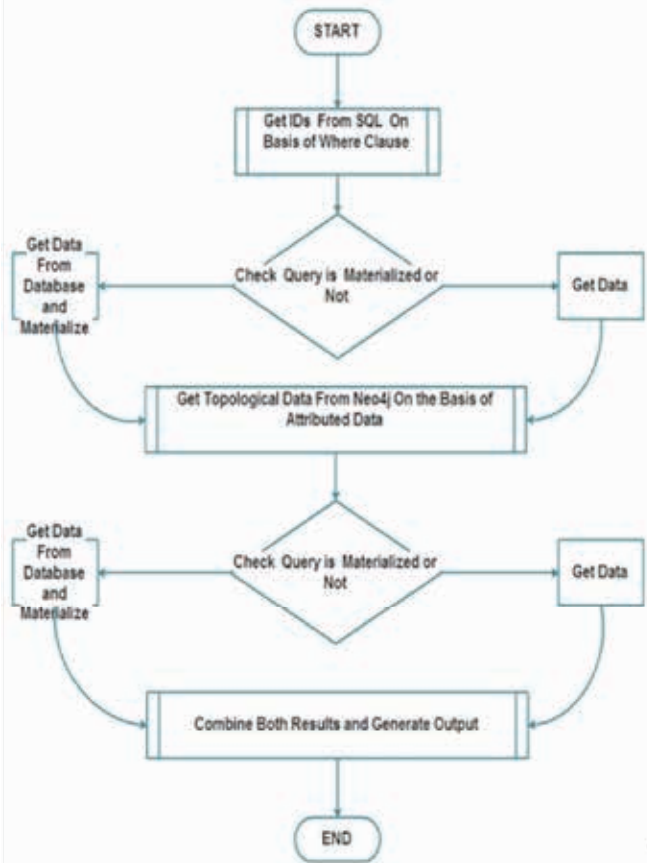 START
Get IDs From SQL On
Basis of Where Clause
Get Data
From
Database
and
Materialize
Check Query is Materialized or
Not
Get Data
Get Topological Data From Neo4j On the Basis of
Attributed Data
Get Data
From
Database
and
Materialize
Check Query is Materialized or
Not
Get Data
Combine Both Results and Generate Output
END